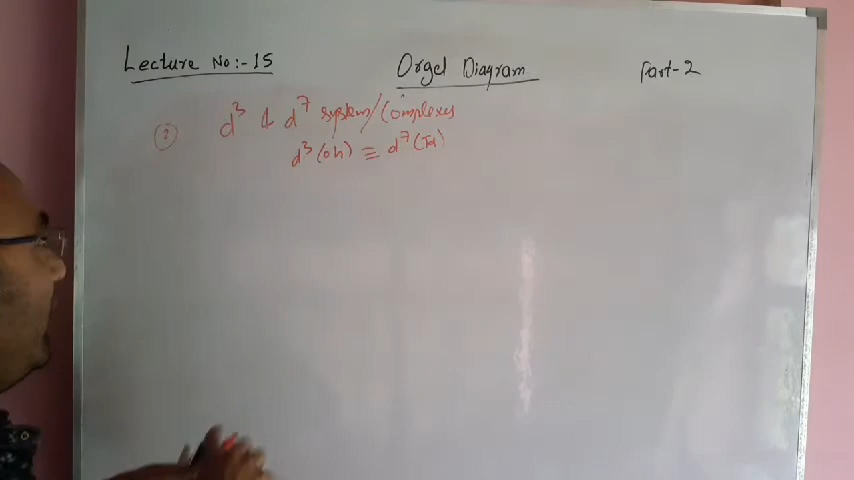 Lecture No:- 15 Orgel Diagram Part-2
② d³ & d⁷ system/Complexes
d³(oh) ≡ d⁷(Td)